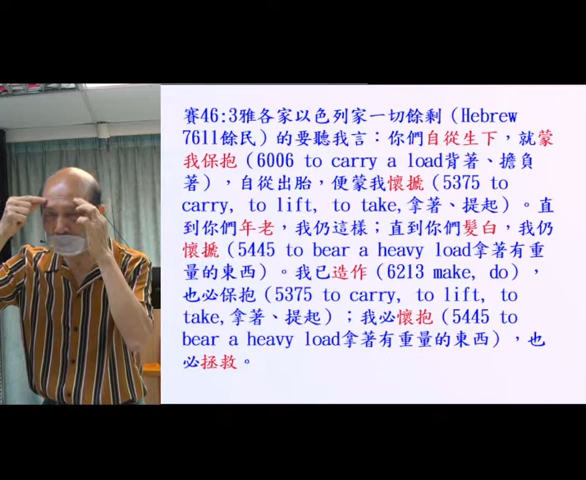 賽46:3雅各家以色列家一切餘剩（Hebrew
7611餘民）的要聽我言：你們自從生下，就蒙
我保抱（6006 to carry a load背著、擔負
著），自從出胎，便蒙我懷搋（5375 to
carry, to lift, to take,拿著、提起）。直
到你們年老，我仍這樣；直到你們髮白，我仍
懷搋（5445 to bear a heavy load拿著有重
量的東西）。我已造作（6213 make, do），
也必保抱（5375 to carry, to lift, to
take,拿著、提起）；我必懷抱（5445 to
bear a heavy load拿著有重量的東西），也
必拯救。